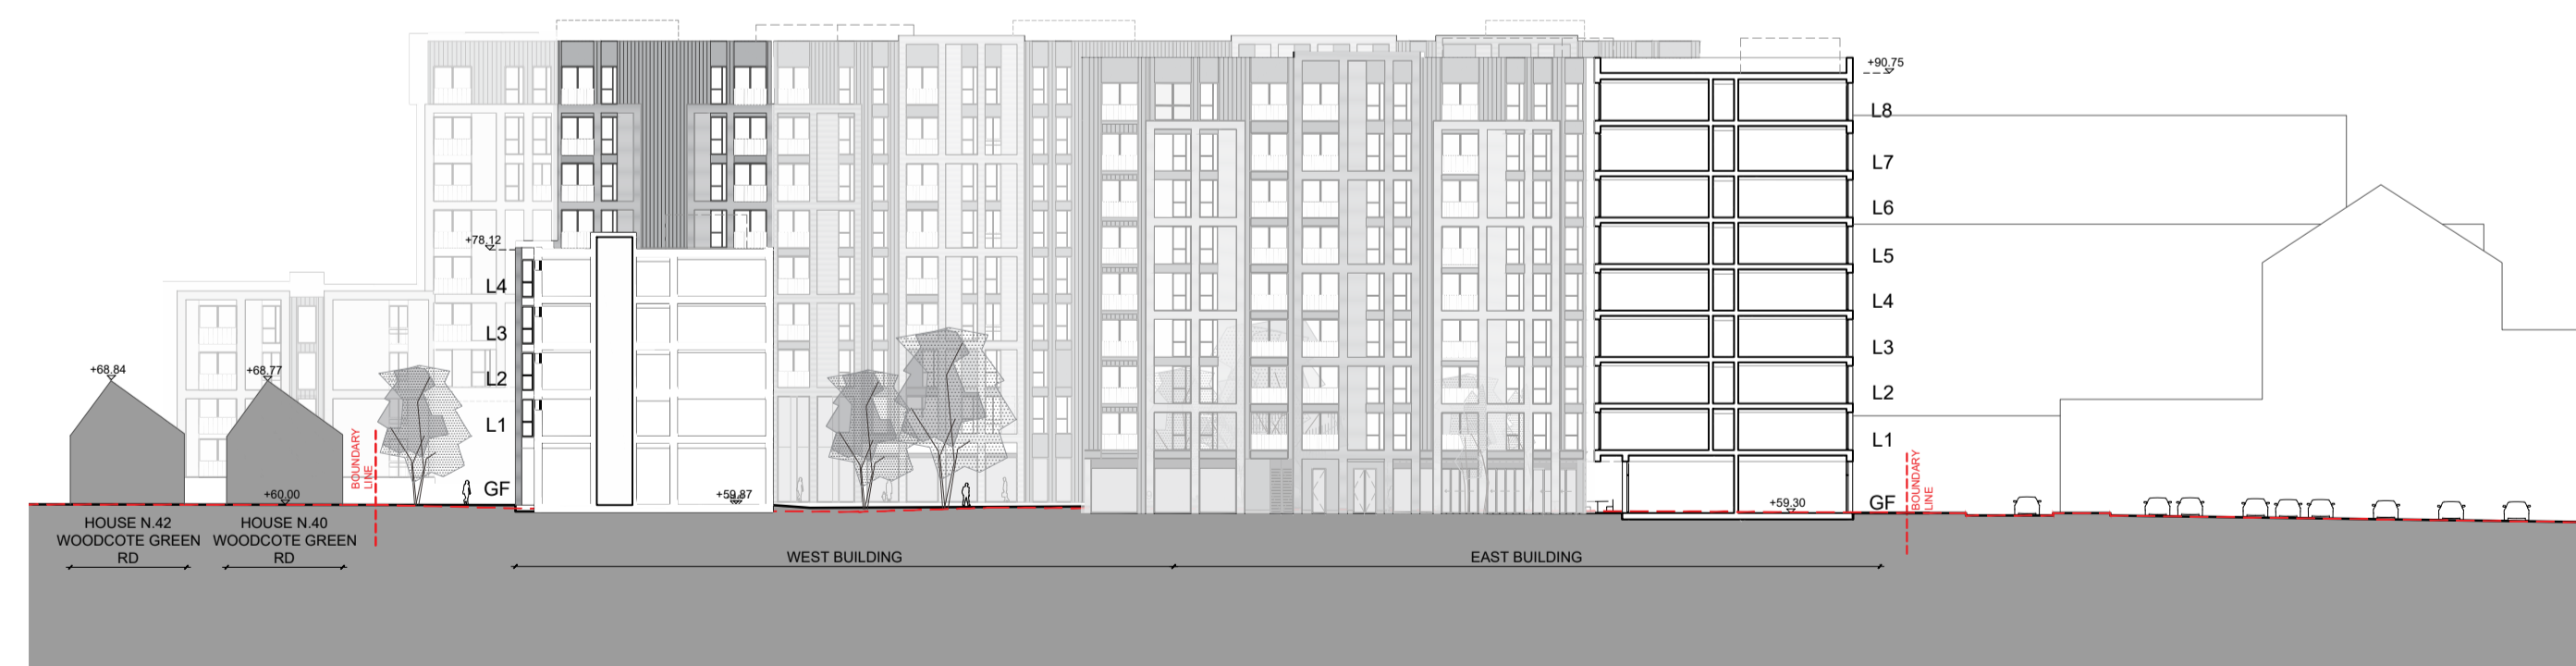 +90.75
L8
L7
L6
L5
L4
L3
L2
L1
GF
+59.30
BOUNDARY
LINE
+78.12
L4
L3
L2
L1
GF
+59.87
+68.84
+68.77
+60.00
BOUNDARY
LINE
HOUSE N.42
WOODCOTE GREEN
RD
HOUSE N.40
WOODCOTE GREEN
RD
WEST BUILDING
EAST BUILDING